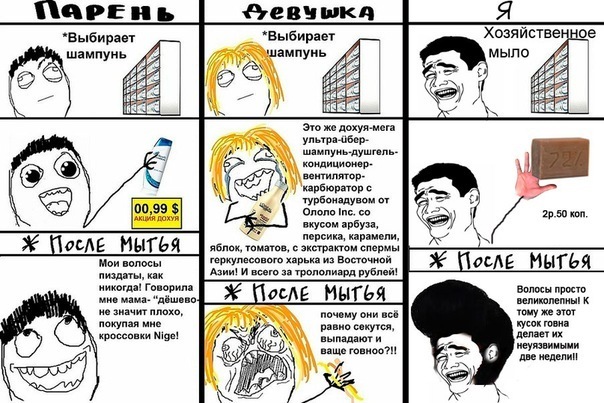 Парень
*Выбирает
шампунь
00,99 $
АКЦИЯ ДОХУЯ
Ж После мытья
Мои волосы
пиздаты, как
никогда! Говорила
мне мама- “дёшево-
не значит плохо,
покупая мне
кроссовки Nige!
Девушка
*Выбирает
шампунь
Это же дохуя-мега
ультра-übер-
шампунь-душгель-
кондиционер-
вентилятор-
карбюратор с
турбонадувом от
Ололо Inc. со
вкусом арбуза,
персика, карамели,
яблок, томатов, с экстрактом спермы
геркулесового харька из Восточной
Азии! И всего за трололиард рублей!
Ж После мытья
почему они всё
равно секутся,
выпадают и
ваще говноо?!!
Я
Хозяйственное
мыло
72%
2р.50 коп.
Ж После мытья
Волосы просто
великолепны! К
тому же этот
кусок говна
делает их
неуязвимыми
две недели!!